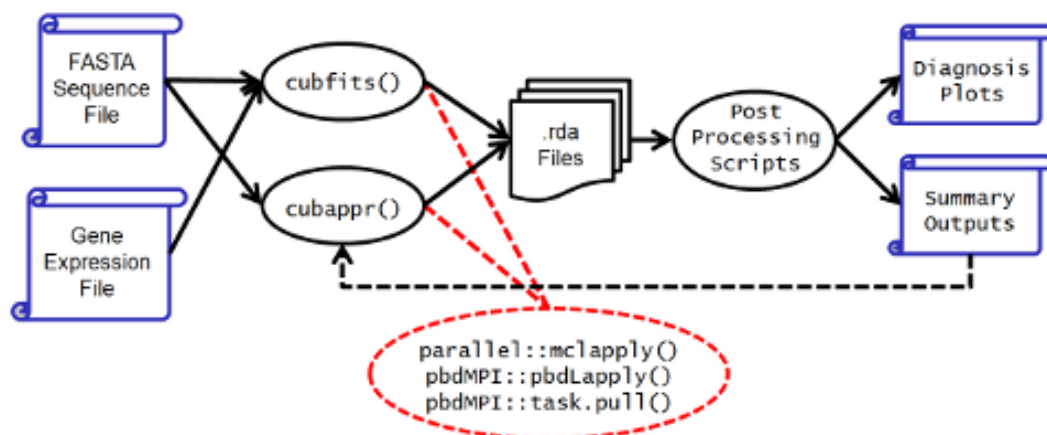 FASTA
Sequence
File
Gene
Expression
File
cubfits()
cubappr()
.rda
Files
Post
Processing
Scripts
Diagnosis
Plots
Summary
Outputs
parallel::mclapply()
pbdMPI::pbdLapply()
pbdMPI::task.pull()